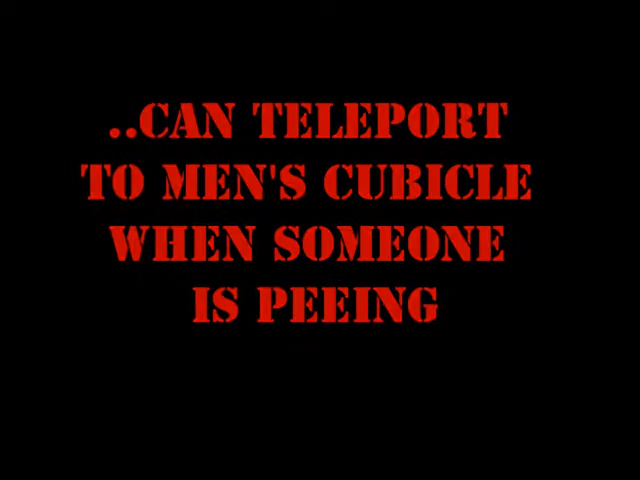 ..CAN TELEPORT
TO MEN'S CUBICLE
WHEN SOMEONE
IS PEEING